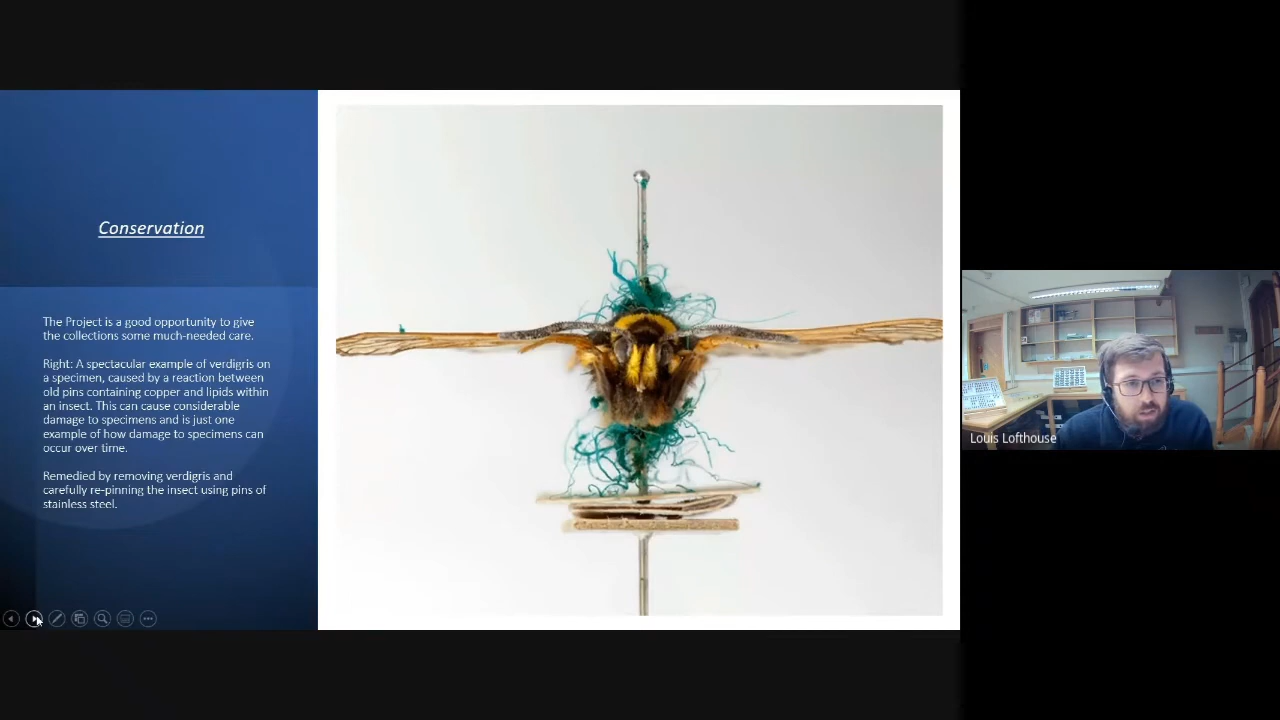 Conservation
The Project is a good opportunity to give
the collections some much-needed care.
Right: A spectacular example of verdigris on
a specimen, caused by a reaction between
old pins containing copper and lipids within
an insect. This can cause considerable
damage to specimens and is just one
example of how damage to specimens can
occur over time.
Remedied by removing verdigris and
carefully re-pinning the insect using pins of
stainless steel.
Louis Lofthouse